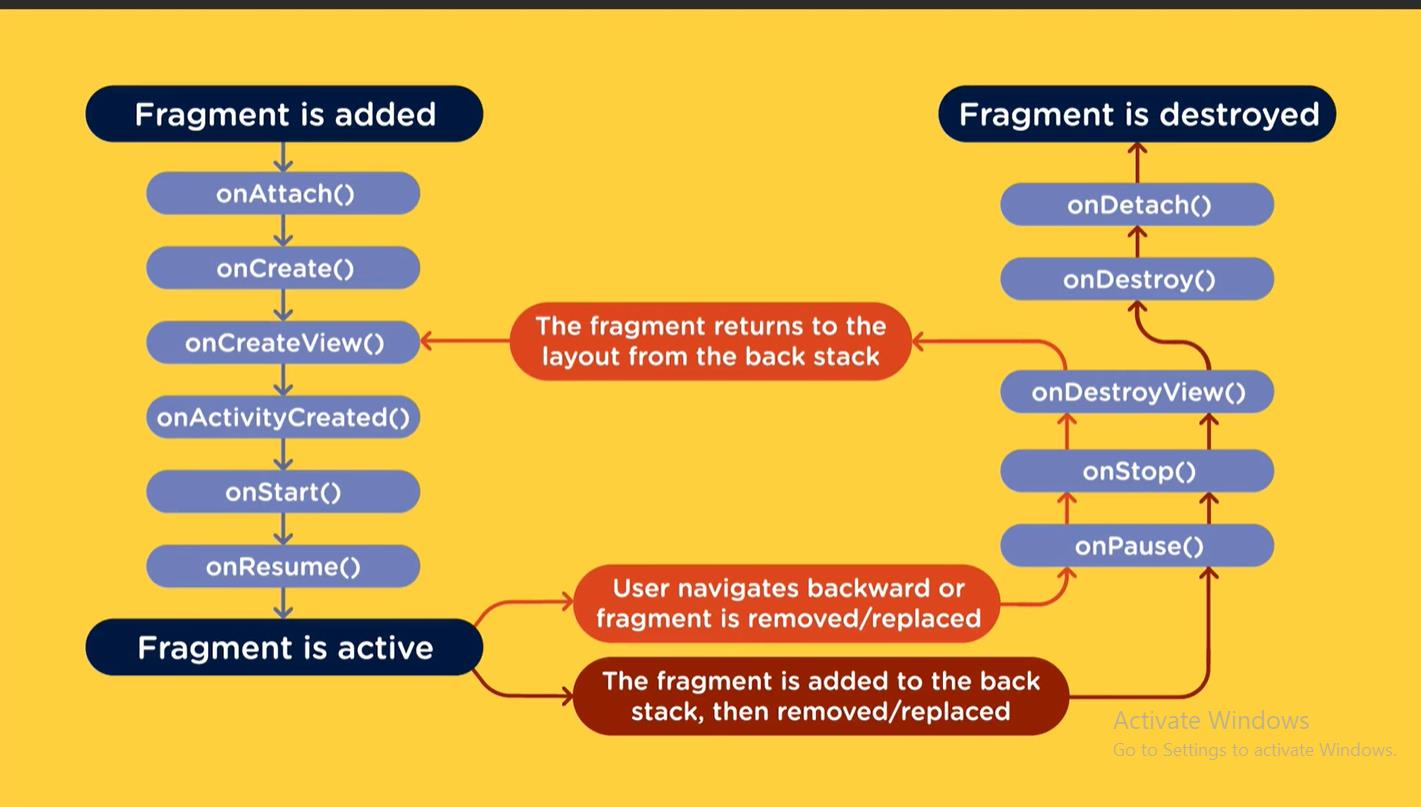 Fragment is added
onAttach()
onCreate()
onCreateView()
onActivityCreated()
onStart()
onResume()
Fragment is active
The fragment returns to the
layout from the back stack
User navigates backward or
fragment is removed/replaced
The fragment is added to the back
stack, then removed/replaced
Fragment is destroyed
onDetach()
onDestroy()
onDestroyView()
onStop()
onPause()
Activate Windows
Go to Settings to activate Windows.